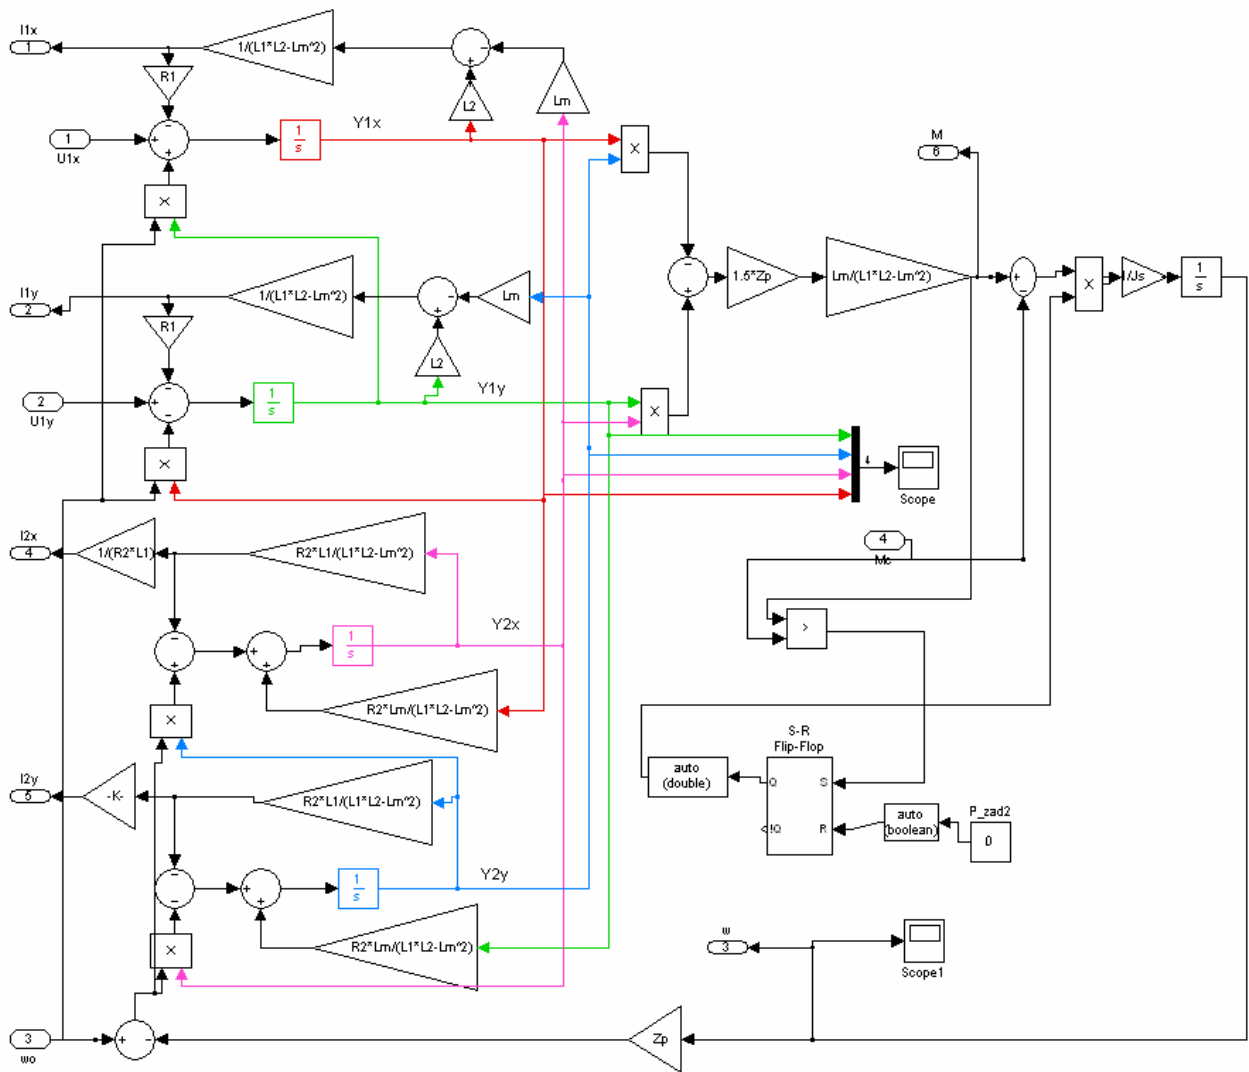 I1x
1
1/(L1*L2-Lm^2)
-
+
R1
L2
Lm
1
U1x
-
+
+
1
s
Y1x
×
×
M
6
I1y
2
1/(L1*L2-Lm^2)
-
+
Lm
-
+
1.5*Zp
Lm/(L1*L2-Lm^2)
+
-
×
1/Js
1
s
R1
L2
2
U1y
-
+
-
1
s
Y1y
×
×
Scope
I2x
4
1/(R2*L1)
R2*L1/(L1*L2-Lm^2)
4
Mc
-
+
+
+
1
s
Y2x
>
R2*Lm/(L1*L2-Lm^2)
×
S-R
Flip-Flop
auto
(double)
Q
S
!Q
R
auto
(boolean)
P_zad2
0
I2y
5
-K-
R2*L1/(L1*L2-Lm^2)
-
-
+
+
1
s
Y2y
R2*Lm/(L1*L2-Lm^2)
×
w
3
Scope1
3
wo
+
-
Zp